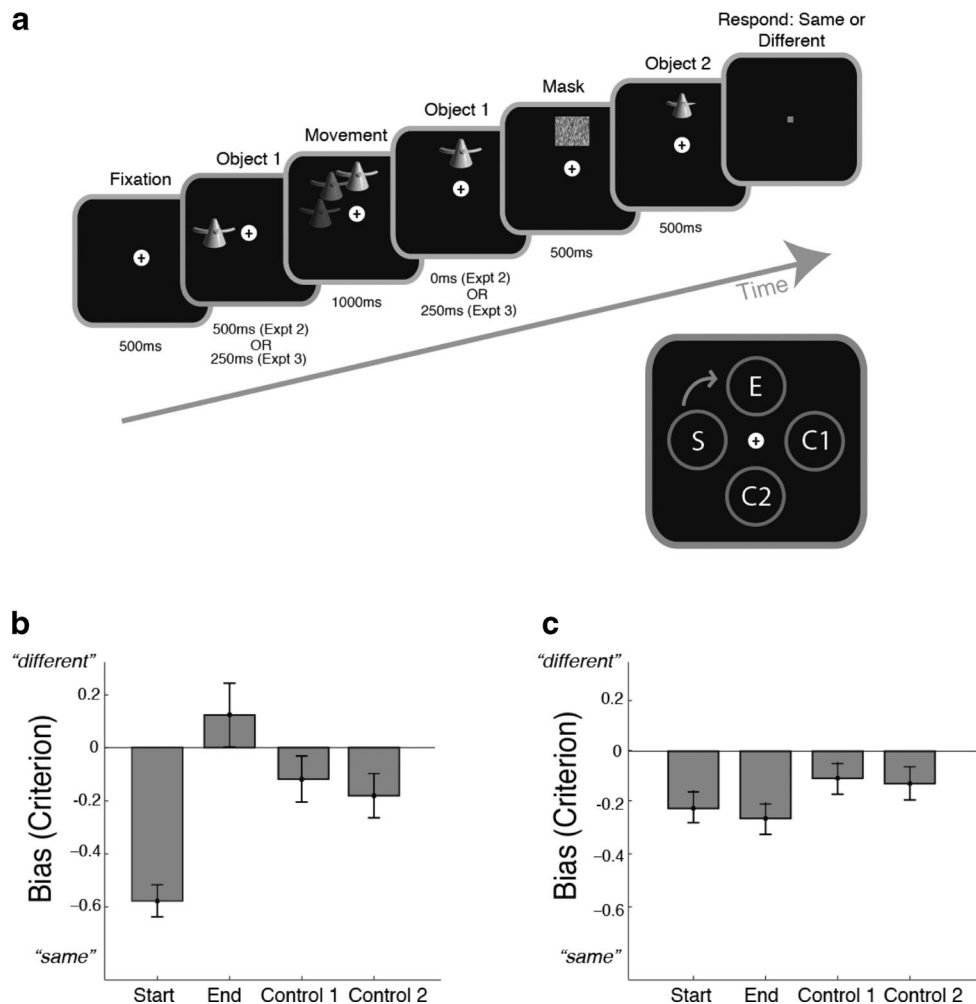 a
Respond: Same or
Different
Object 2
Mask
Object 1
Movement
Object 1
Fixation
500ms
500ms (Expt 2)
OR
250ms (Expt 3)
1000ms
0ms (Expt 2)
OR
250ms (Expt 3)
500ms
500ms
Time
E
S
C1
C2
b
"different"
0.2
0
-0.2
-0.4
-0.6
"same"
Bias (Criterion)
Start End Control 1 Control 2
c
"different"
0.2
0
-0.2
-0.4
-0.6
"same"
Bias (Criterion)
Start End Control 1 Control 2